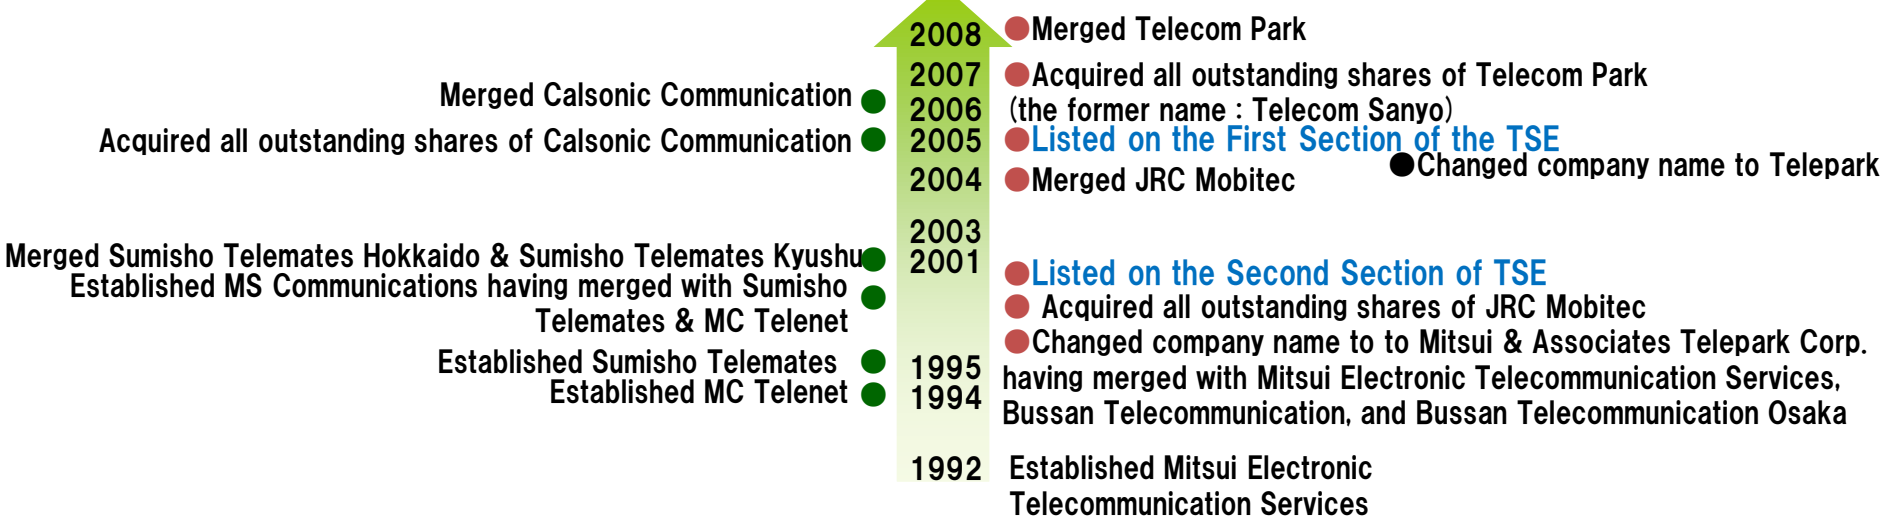 2008 ●Merged Telecom Park
2007 ●Acquired all outstanding shares of Telecom Park
Merged Calsonic Communication ● 2006 (the former name : Telecom Sanyo)
Acquired all outstanding shares of Calsonic Communication ● 2005 ●Listed on the First Section of the TSE
●Changed company name to Telepark
2004 ●Merged JRC Mobitec
2003
Merged Sumisho Telemates Hokkaido & Sumisho Telemates Kyushu ● 2001 ●Listed on the Second Section of TSE
Established MS Communications having merged with Sumisho ●
Telemates & MC Telenet
● Acquired all outstanding shares of JRC Mobitec
●Changed company name to to Mitsui & Associates Telepark Corp.
Established Sumisho Telemates ● 1995 having merged with Mitsui Electronic Telecommunication Services,
Established MC Telenet ● 1994 Bussan Telecommunication, and Bussan Telecommunication Osaka
1992 Established Mitsui Electronic
Telecommunication Services